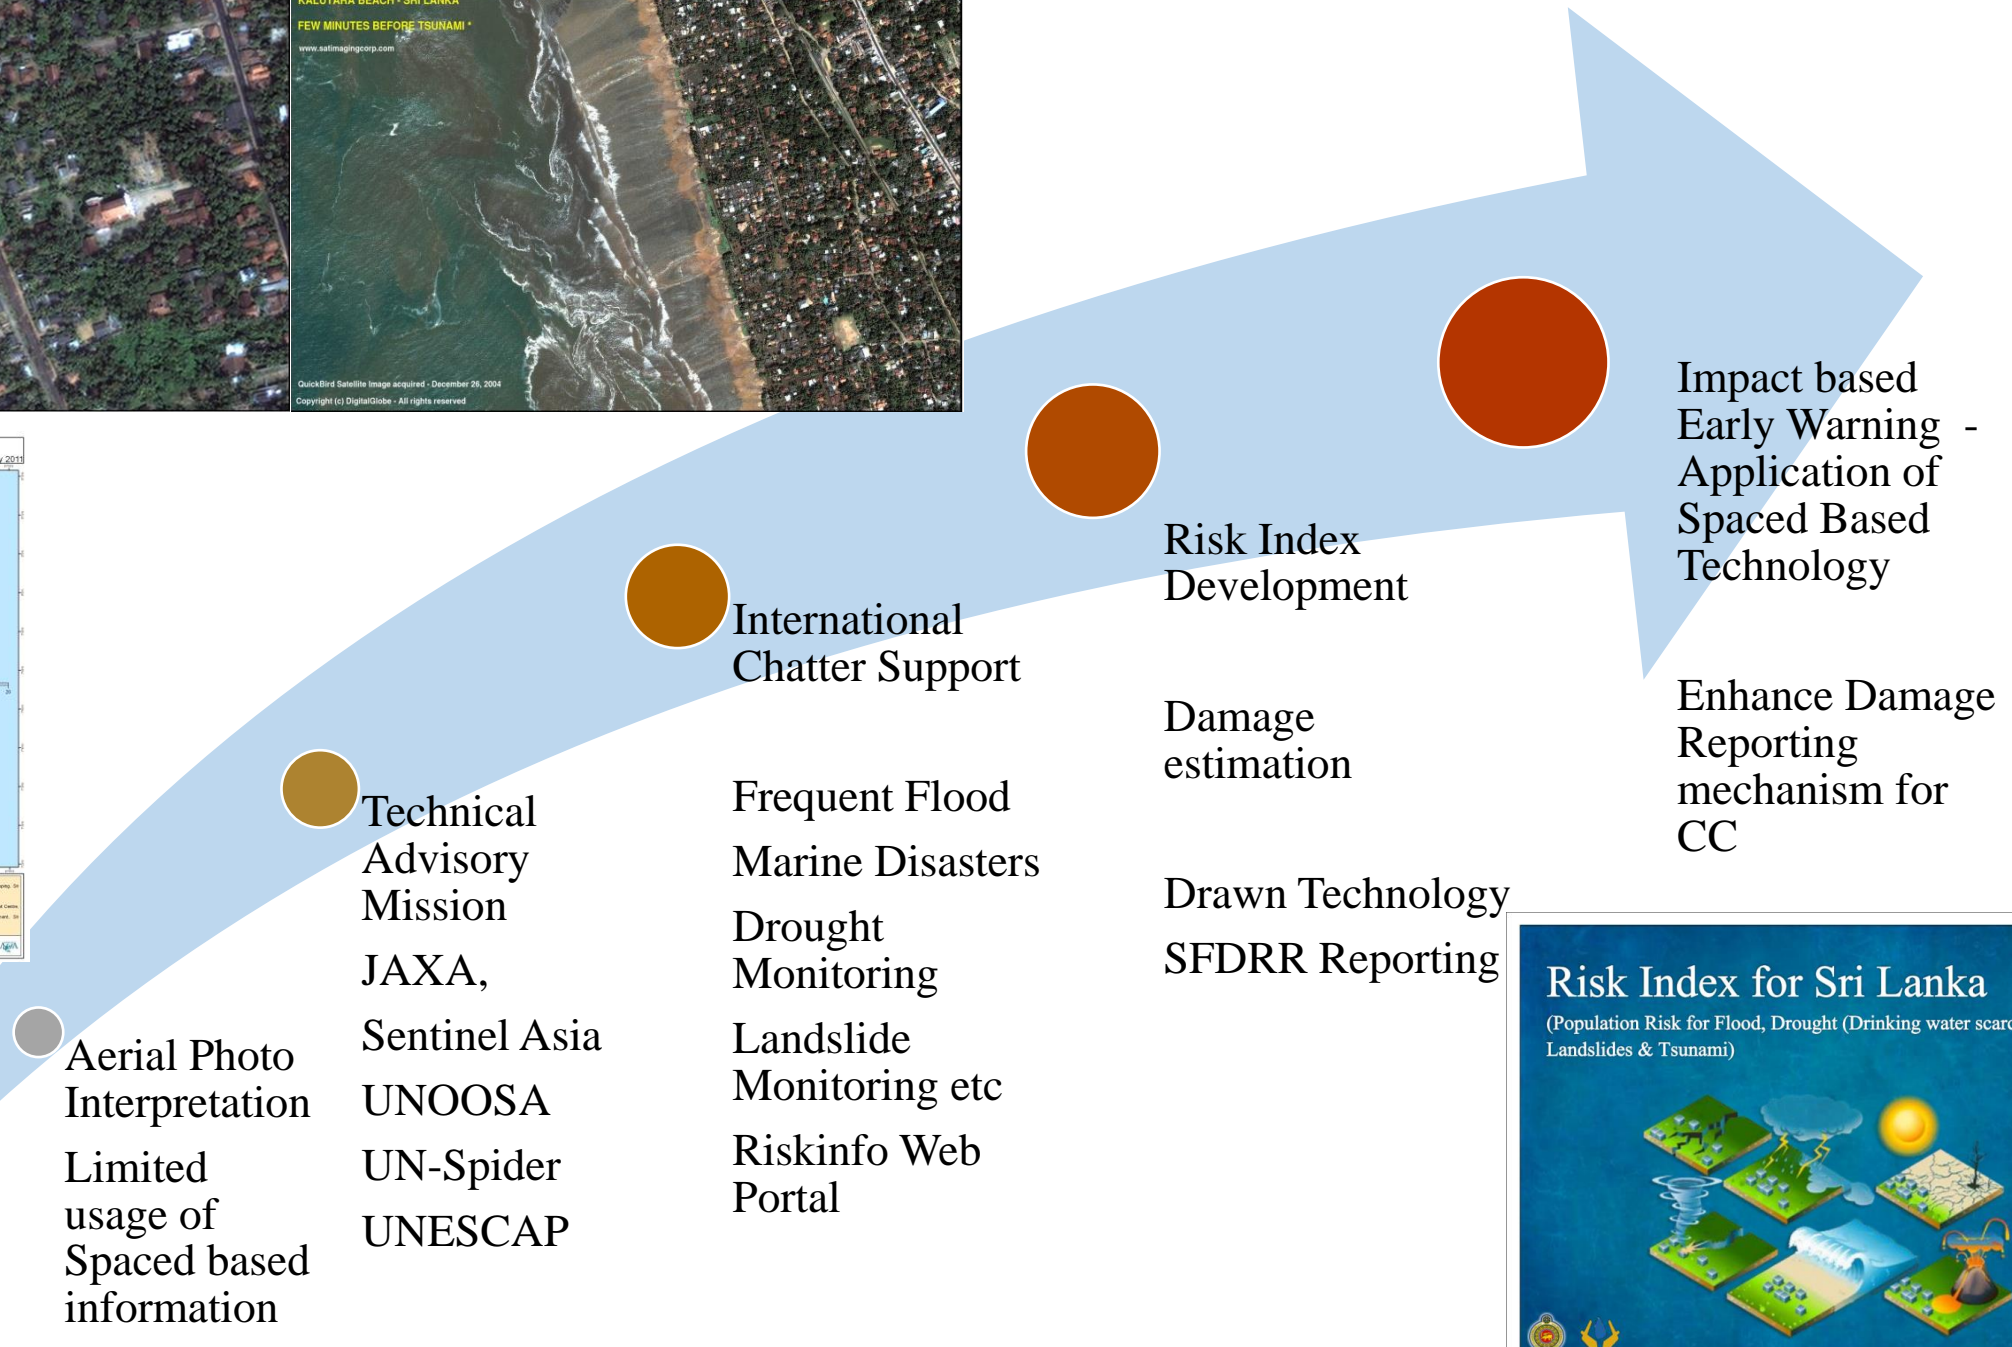 KALUTARA BEACH - SRI LANKA
FEW MINUTES BEFORE TSUNAMI *
www.satimagingcorp.com
QuickBird Satellite Image acquired - December 26, 2004
Copyright (c) DigitalGlobe - All rights reserved
2011
Aerial Photo
Interpretation
Limited
usage of
Spaced based
information
Technical
Advisory
Mission
JAXA,
Sentinel Asia
UNOOSA
UN-Spider
UNESCAP
International
Chatter Support
Frequent Flood
Marine Disasters
Drought
Monitoring
Landslide
Monitoring etc
Riskinfo Web
Portal
Risk Index
Development
Damage
estimation
Drawn Technology
SFDRR Reporting
Impact based
Early Warning -
Application of
Spaced Based
Technology
Enhance Damage
Reporting
mechanism for
CC
Risk Index for Sri Lanka
(Population Risk for Flood, Drought (Drinking water
Landslides & Tsunami)